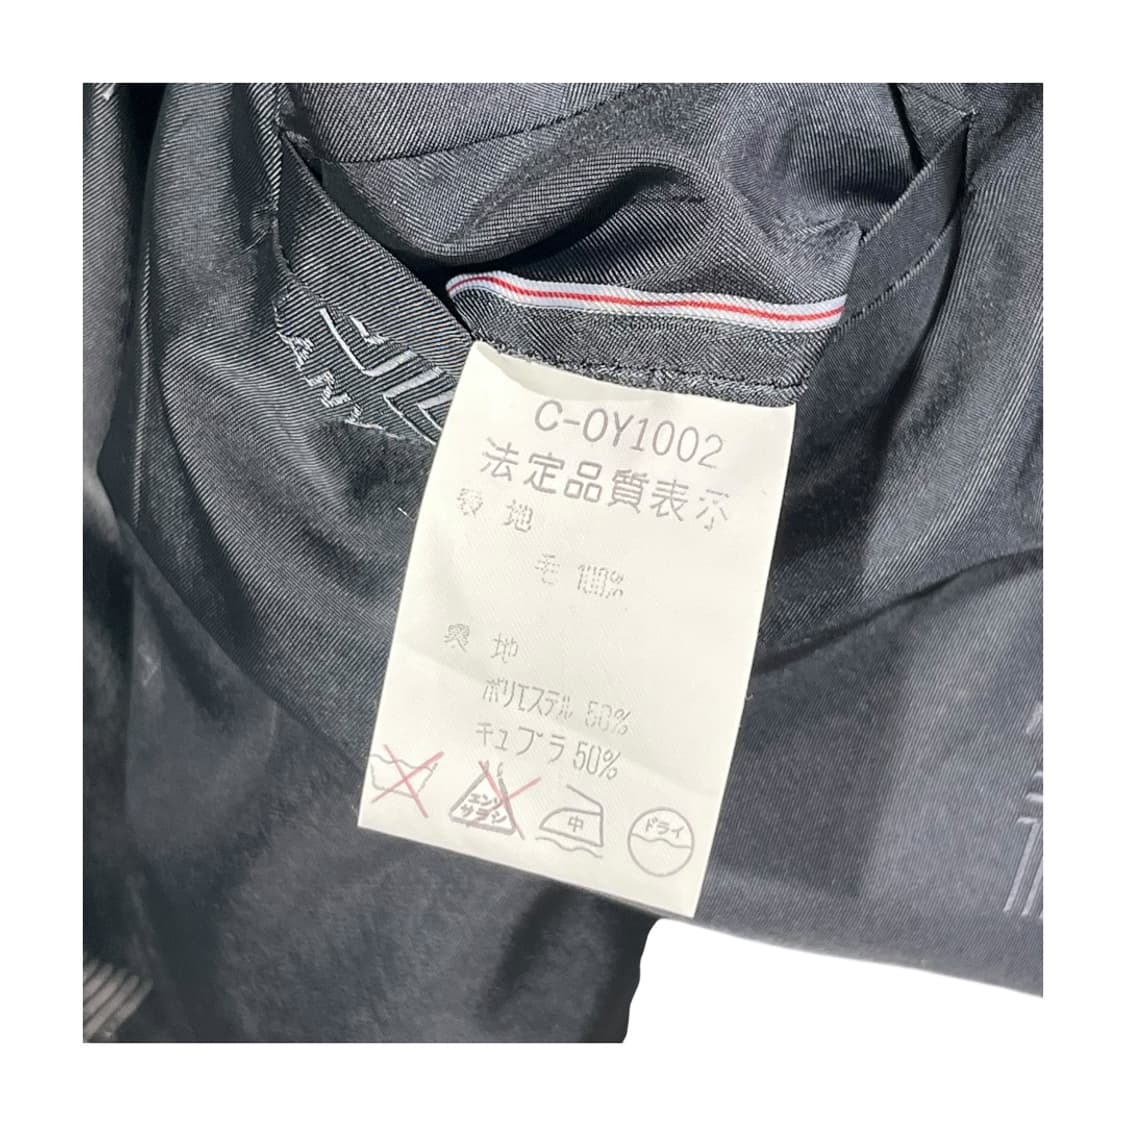 C-OY1002
法定品質表示
表 地
毛 100%
裏 地
ポリエステル 50%
キュプラ 50%
エンソ
サラシ
中
ドライ